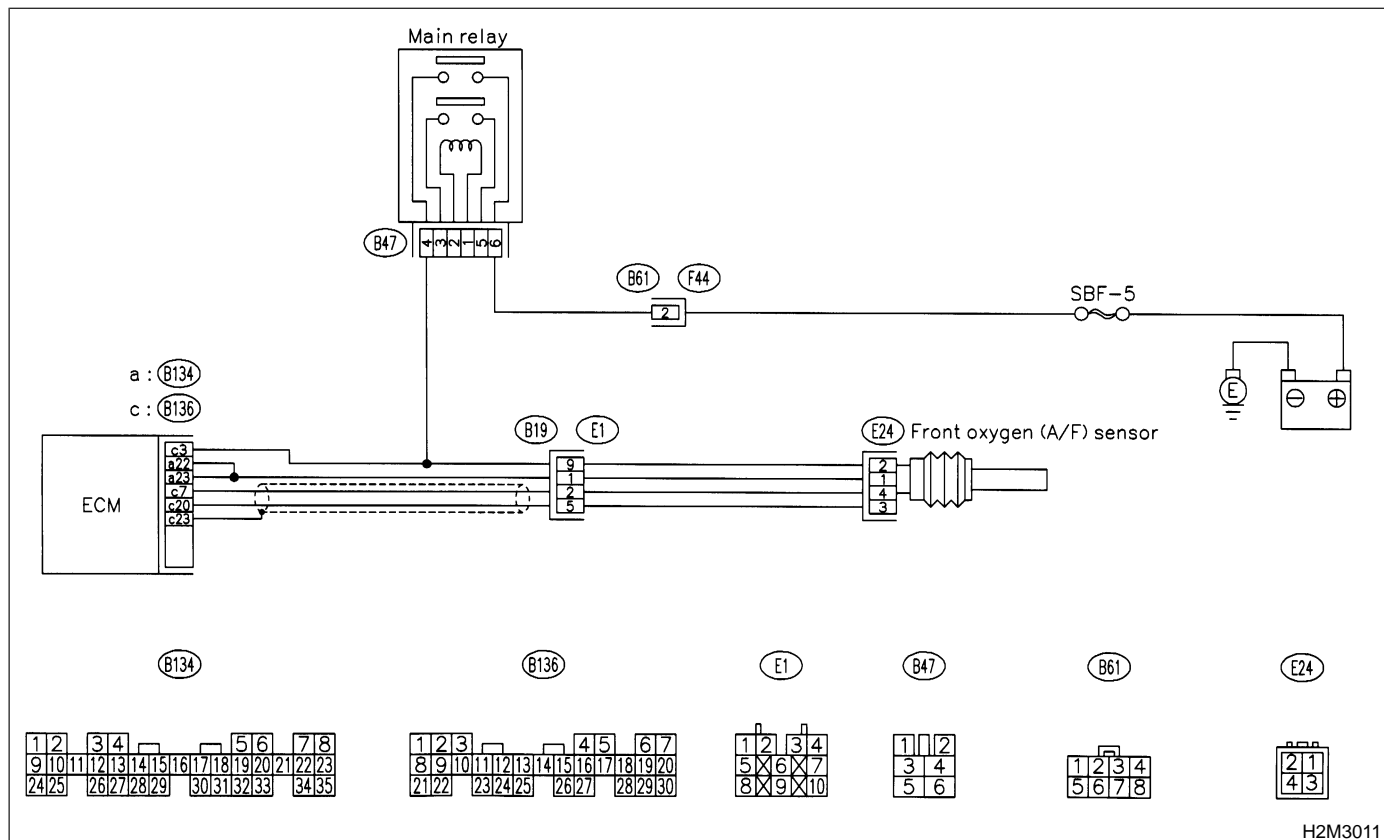 Main relay
B47
4 3 2 1 5 6
B61 F44
2
SBF-5
E
⊖ ⊕
a : B134
c : B136
B19 E1
E24 Front oxygen (A/F) sensor
ECM
c3
a22
a23
c7
c20
c23
9
1
2
5
2
1
4
3
B134
1 2 3 4 5 6 7 8
9 10 11 12 13 14 15 16 17 18 19 20 21 22 23
24 25 26 27 28 29 30 31 32 33 34 35
B136
1 2 3 4 5 6 7
8 9 10 11 12 13 14 15 16 17 18 19 20
21 22 23 24 25 26 27 28 29 30
E1
1 2 3 4
5 6 7
8 9 10
B47
1 2
3 4
5 6
B61
1 2 3 4
5 6 7 8
E24
2 1
4 3
H2M3011